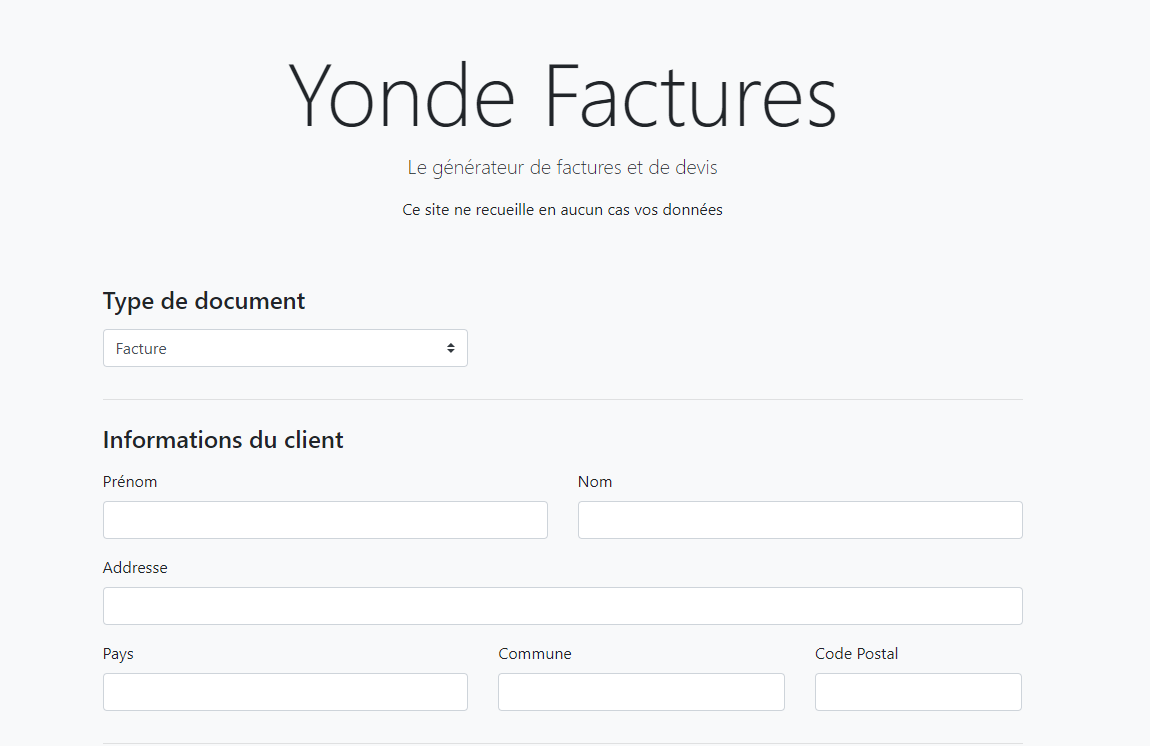 Yonde Factures
Le générateur de factures et de devis
Ce site ne recueille en aucun cas vos données
Type de document
Facture
Informations du client
Prénom Nom
Addresse
Pays Commune Code Postal